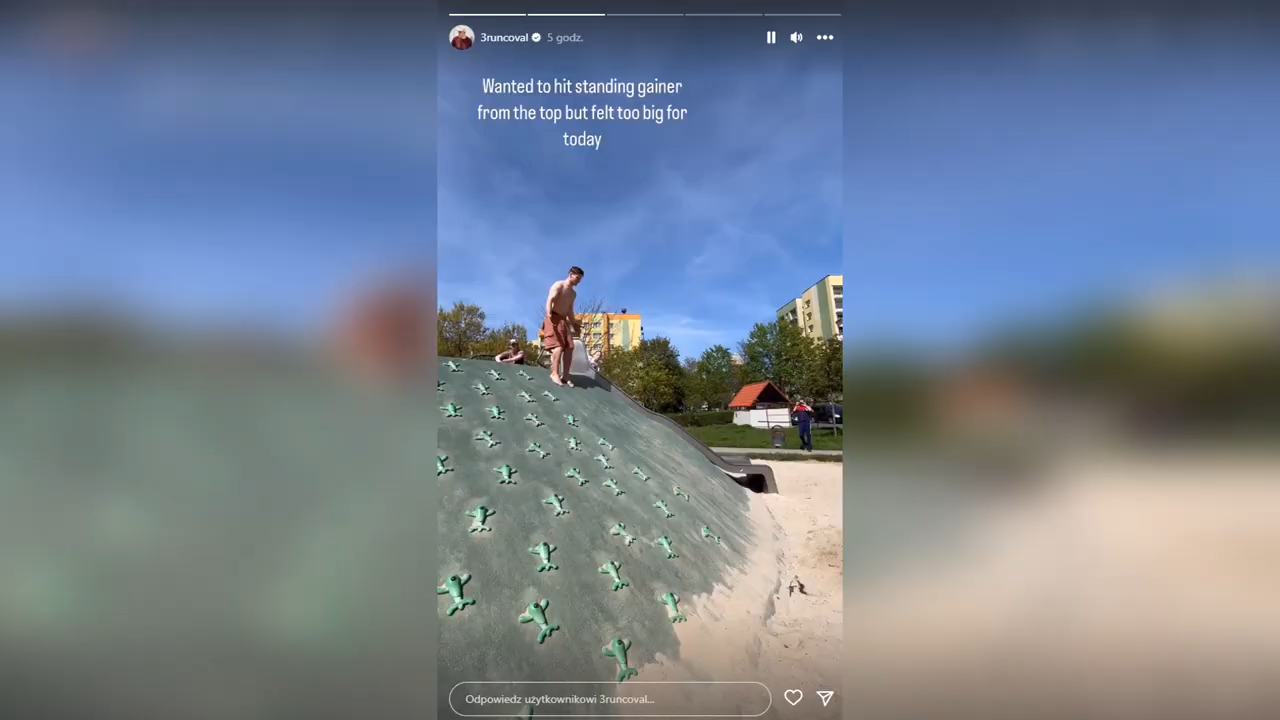 3runcoval 5 godz.
Wanted to hit standing gainer
from the top but felt too big for
today
Odpowiedz użytkownikowi 3runcoval...